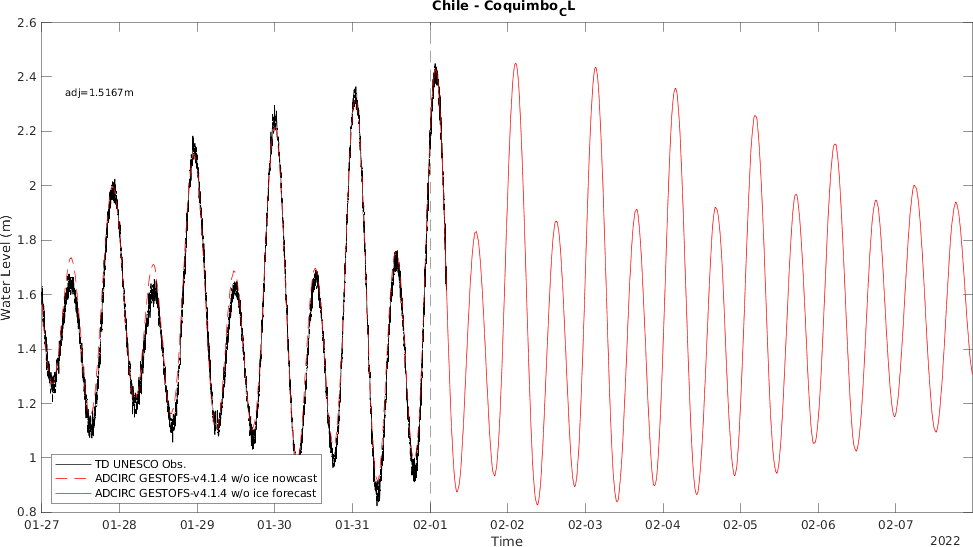 Chile - CoquimboCL
2.6
2.4
2.2
2
1.8
1.6
1.4
1.2
1
0.8
Water Level (m)
adj=1.5167m
TD UNESCO Obs.
ADCIRC GESTOFS-v4.1.4 w/o ice nowcast
ADCIRC GESTOFS-v4.1.4 w/o ice forecast
01-27 01-28 01-29 01-30 01-31 02-01 02-02 02-03 02-04 02-05 02-06 02-07
Time
2022